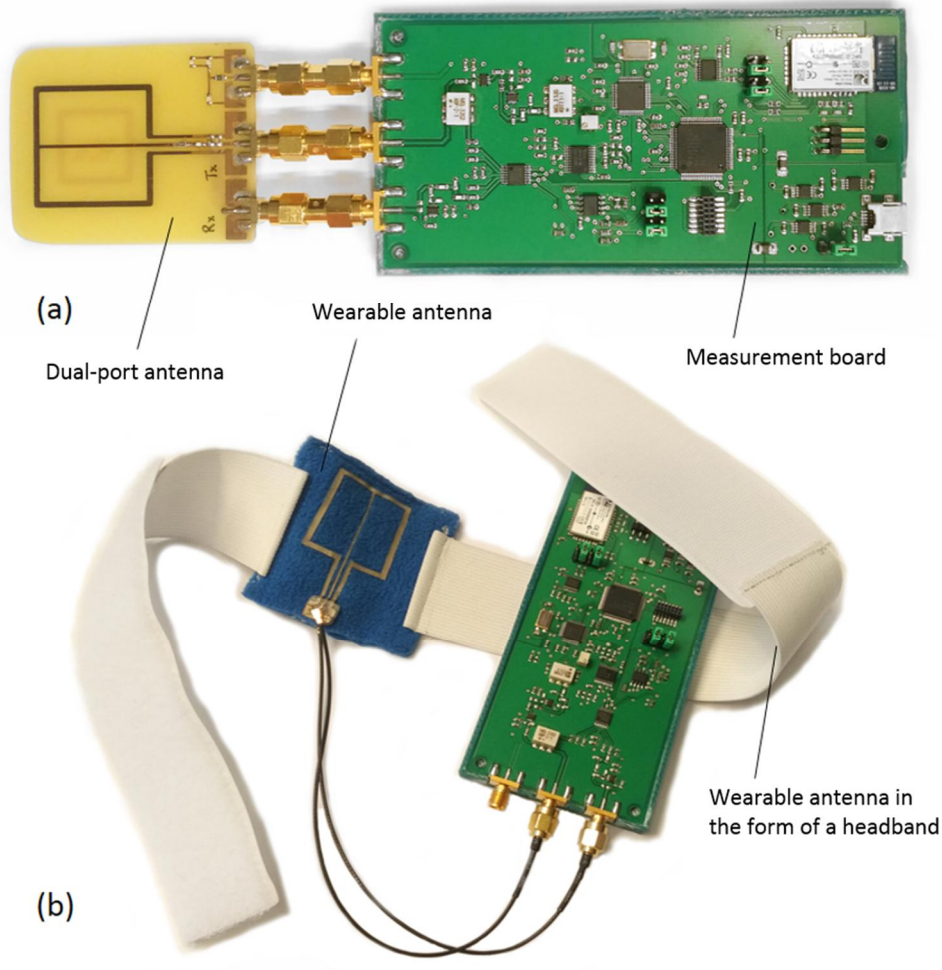 Tx
Rx
(a)
Wearable antenna
Dual-port antenna
Measurement board
Wearable antenna in
the form of a headband
(b)